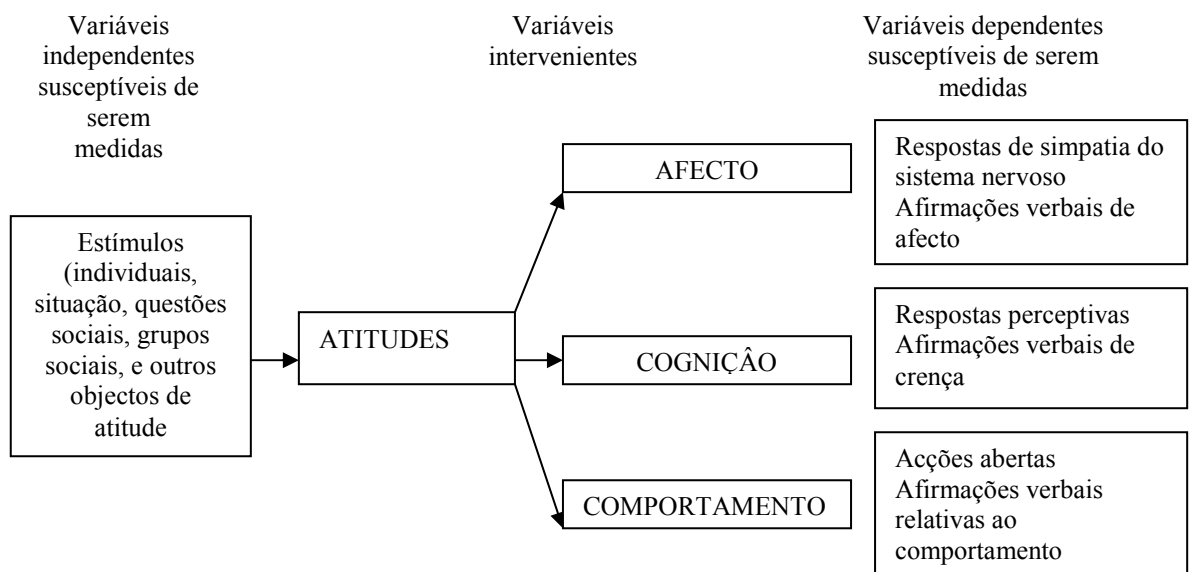 Variáveis
independentes
susceptíveis de
serem
medidas
Variáveis
intervenientes
Variáveis dependentes
susceptíveis de serem
medidas
Estímulos
(individuais,
situação, questões
sociais, grupos
sociais, e outros
objectos de
atitude
ATITUDES
AFECTO
COGNIÇÂO
COMPORTAMENTO
Respostas de simpatia do
sistema nervoso
Afirmações verbais de
afecto
Respostas perceptivas
Afirmações verbais de
crença
Acções abertas
Afirmações verbais
relativas ao
comportamento